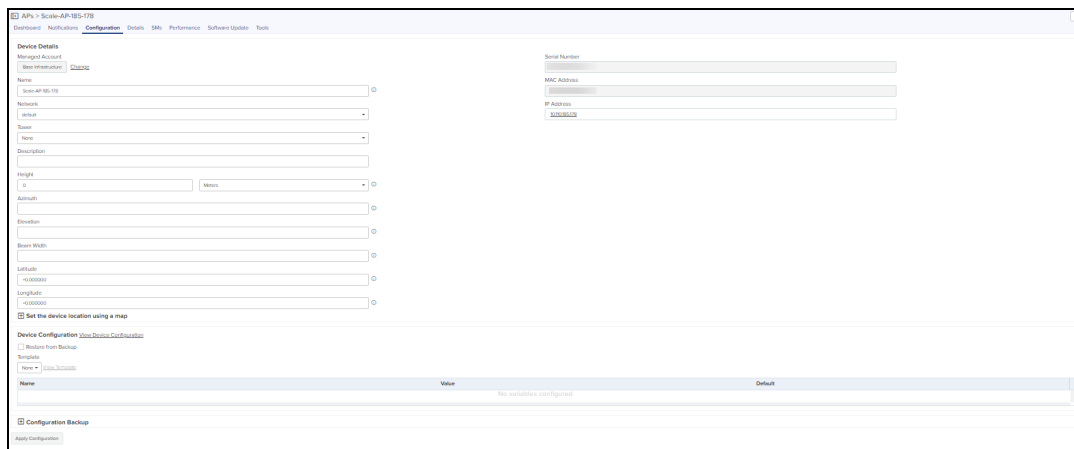 APs > Scale-AP-185-178
Dashboard Notifications Configuration Details SMs Performance Software Update Tools
Device Details
Managed Account
Base Infrastructure Change
Name
Scale-AP-185-178
Network
default
Tower
None
Description
Height
0 Meters
Azimuth
Elevation
Beam Width
Latitude
+0.000000
Longitude
+0.000000
Set the device location using a map
Serial Number
MAC Address
IP Address
Device Configuration View Device Configuration
Restore from Backup
Template
None View Template
Name Value Default
No variables configured
Configuration Backup
Apply Configuration